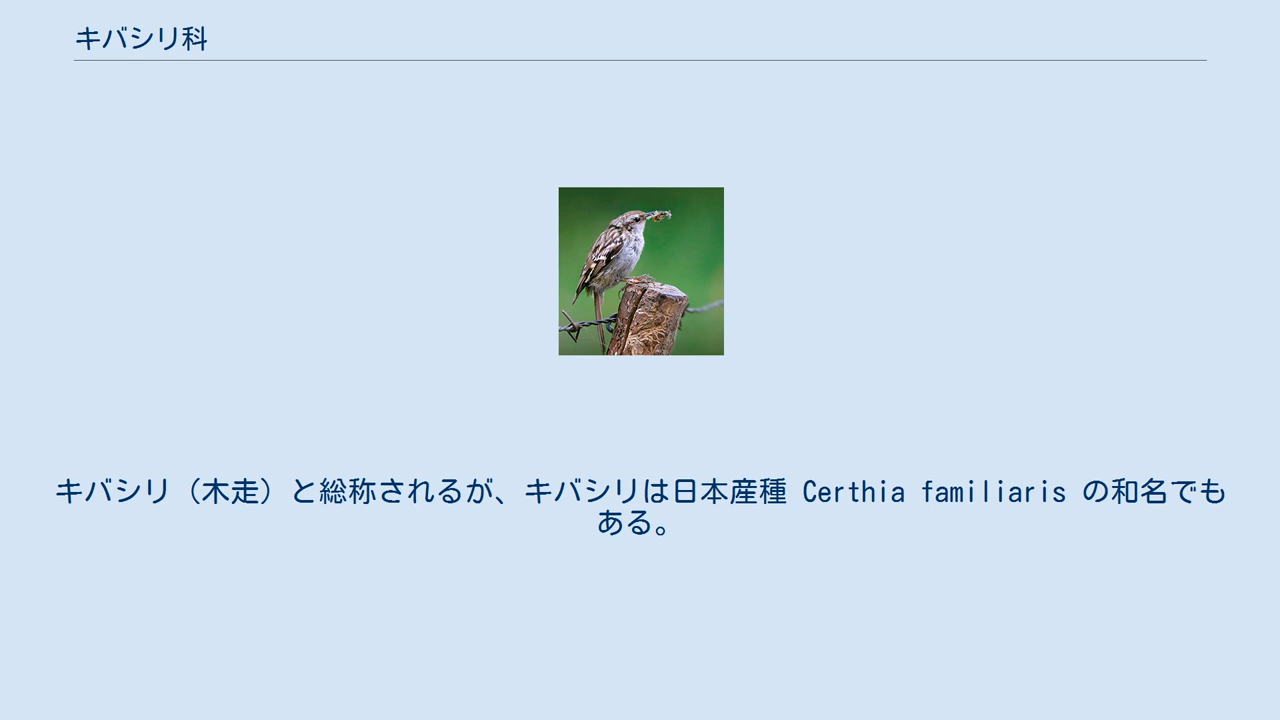 キバシリ科
キバシリ（木走）と総称されるが、キバシリは日本産種 Certhia familiaris の和名でも
ある。